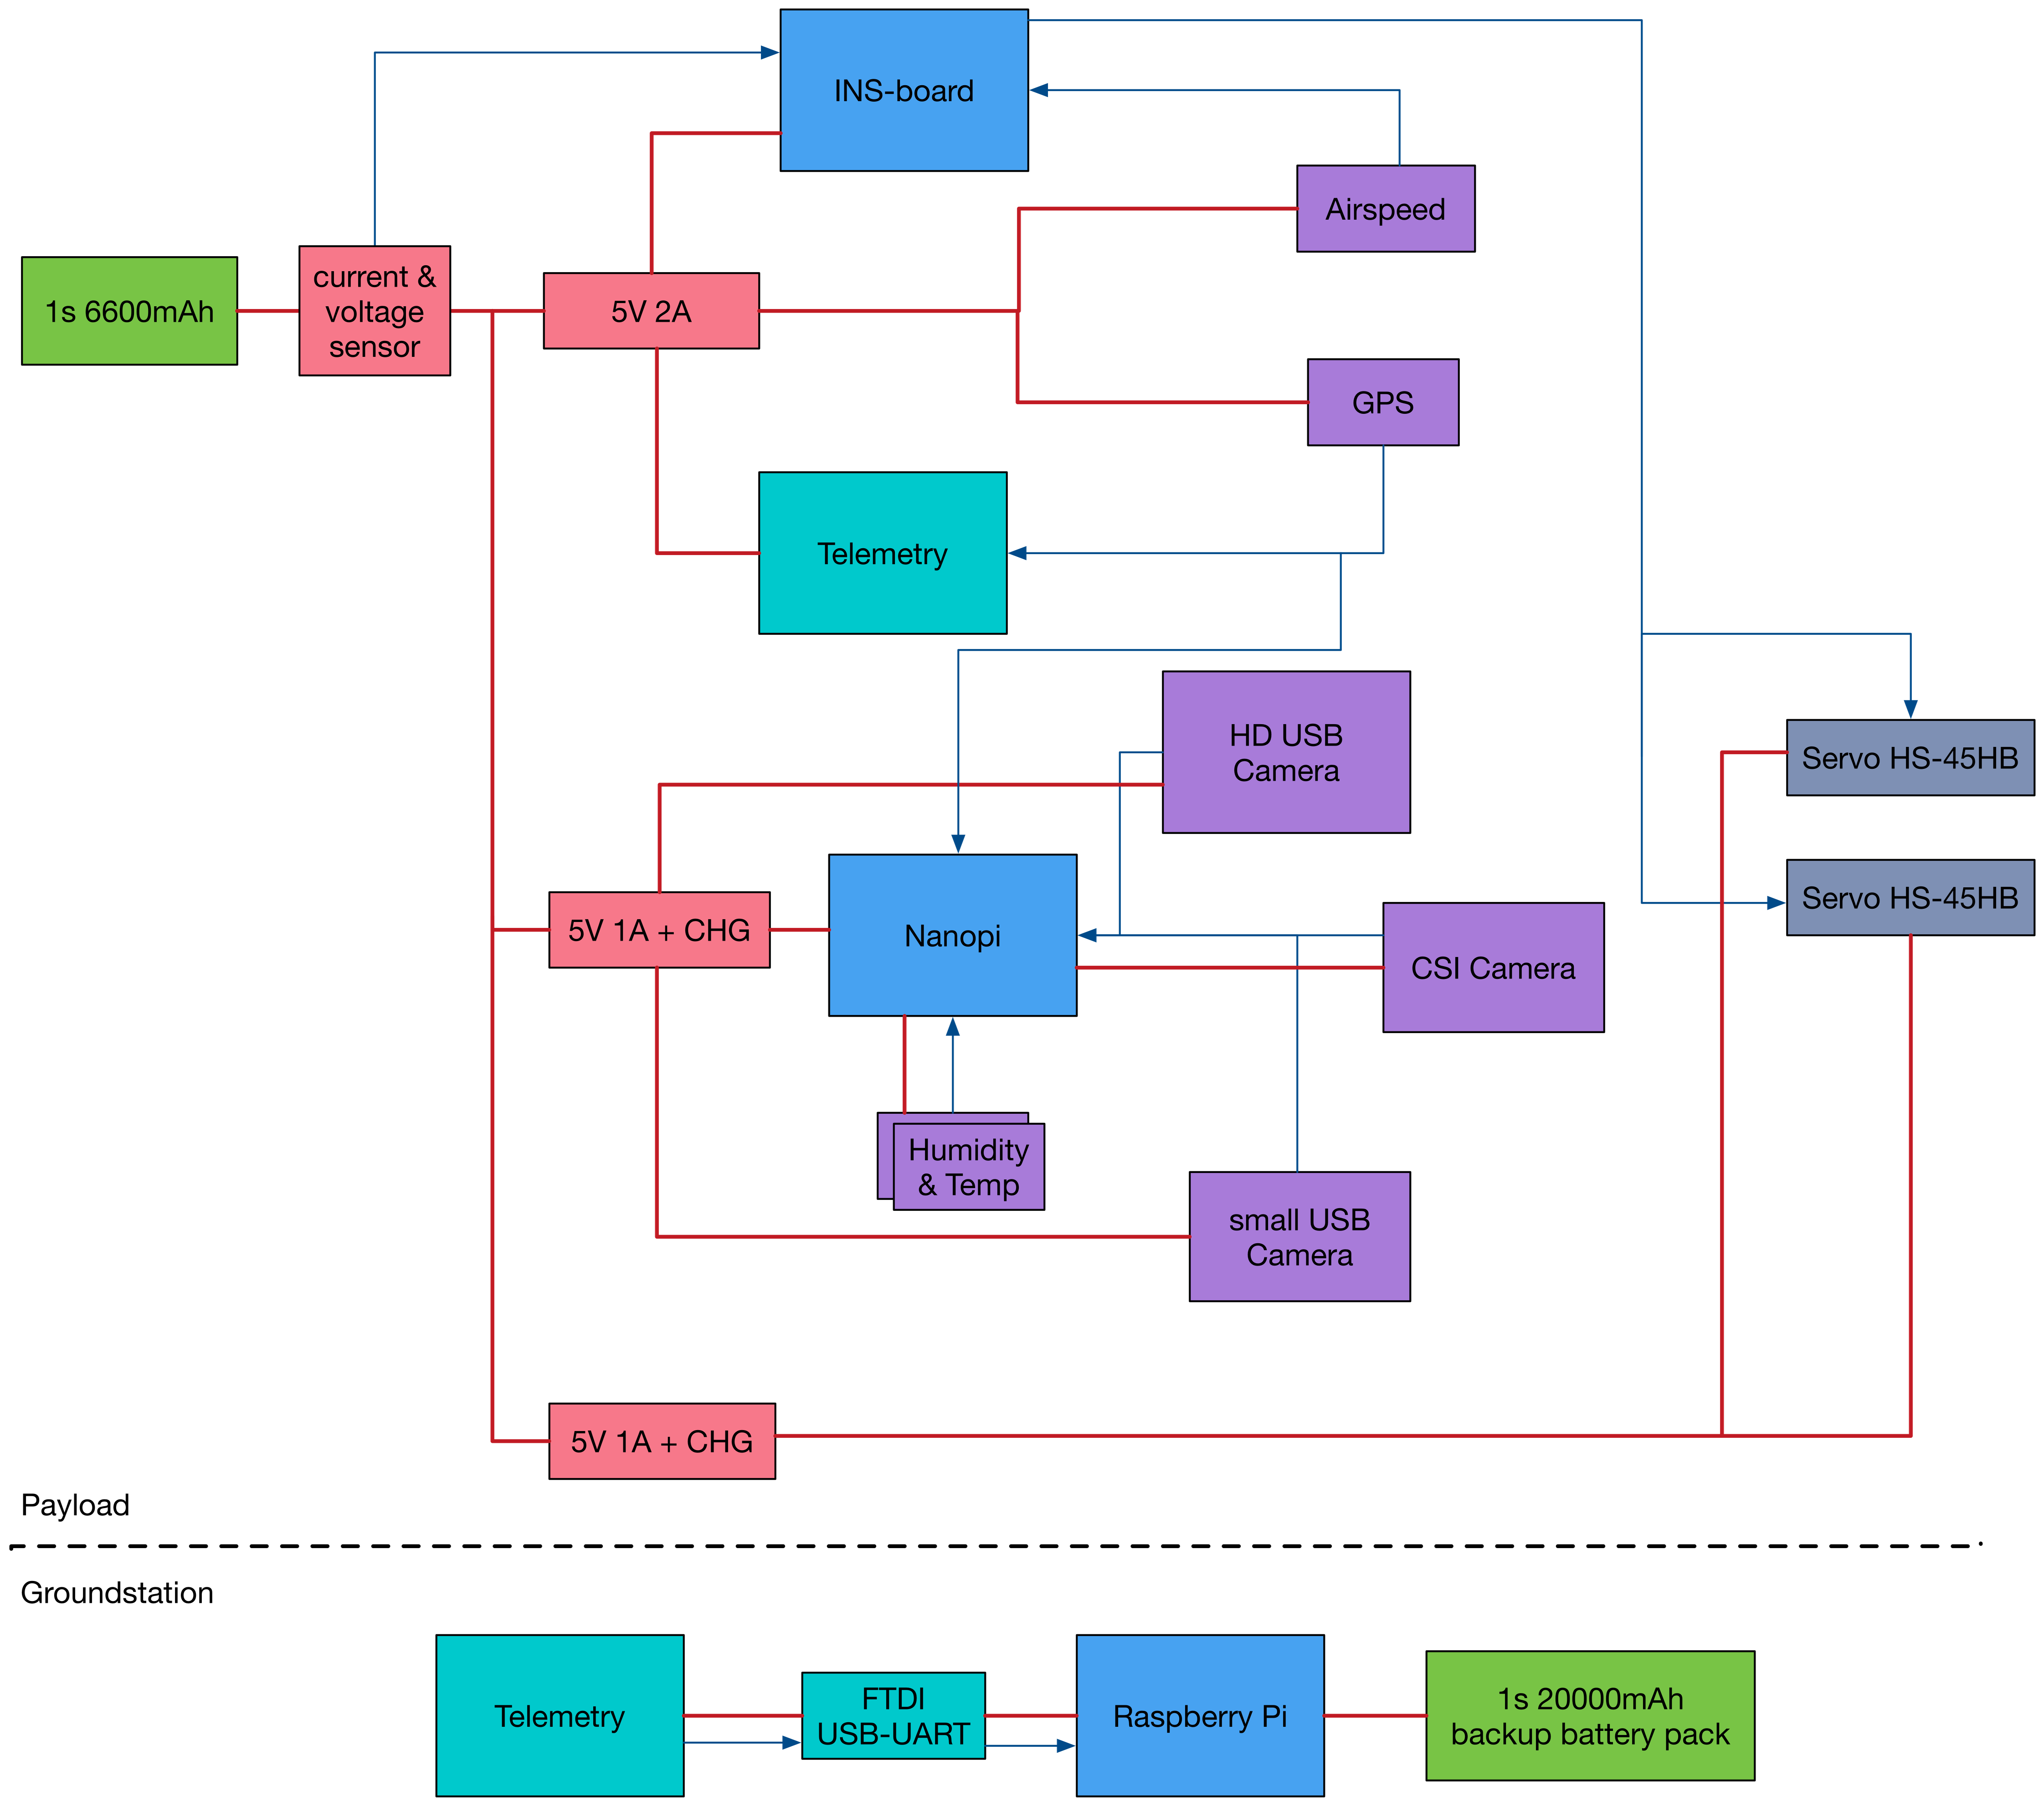 INS-board
Airspeed
1s 6600mAh
current &
voltage
sensor
5V 2A
GPS
Telemetry
HD USB
Camera
Servo HS-45HB
Servo HS-45HB
5V 1A + CHG
Nanopi
CSI Camera
Humidity
& Temp
small USB
Camera
5V 1A + CHG
Payload
Groundstation
Telemetry
FTDI
USB-UART
Raspberry Pi
1s 20000mAh
backup battery pack